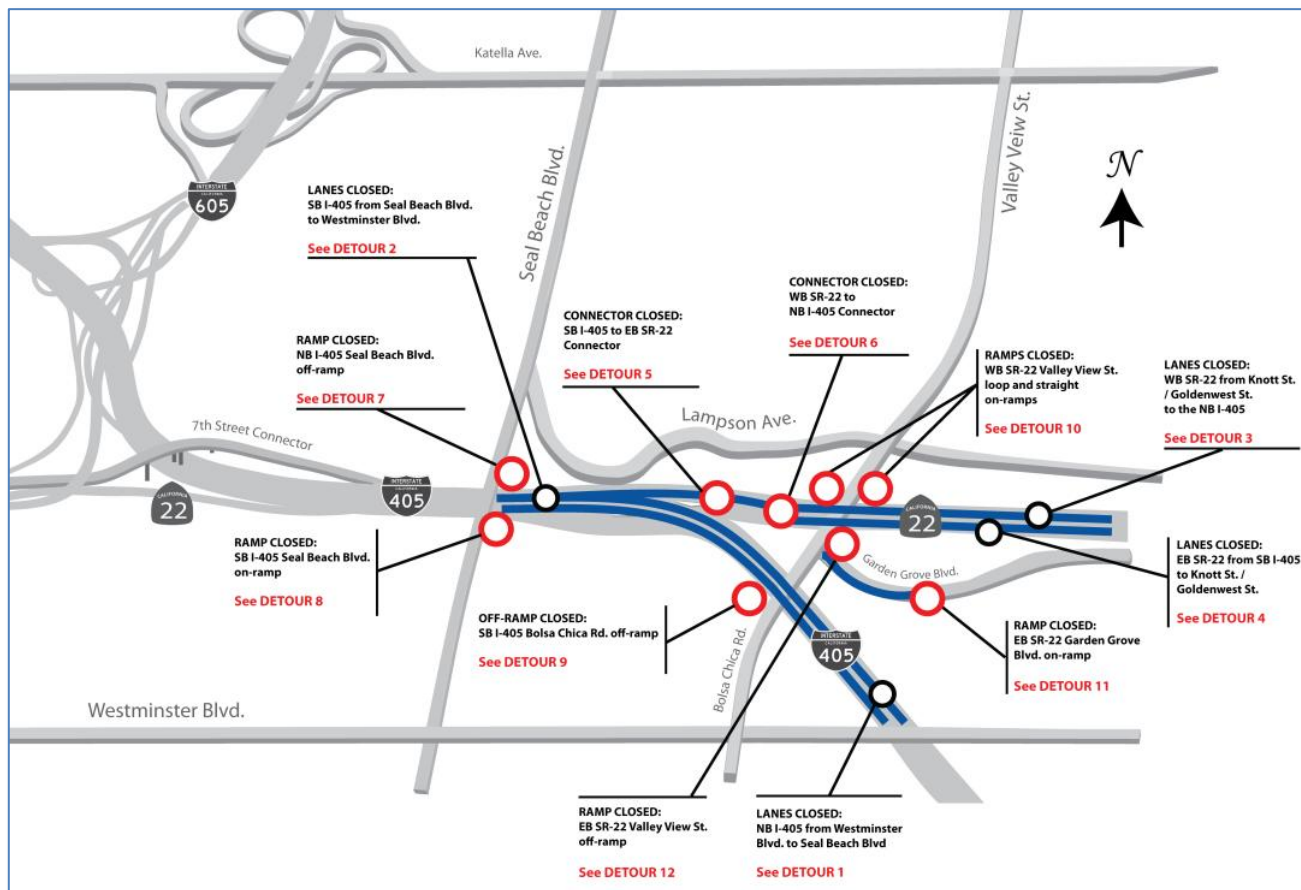 Katella Ave.
N
Valley Veiw St.
INTERSTATE
CALIFORNIA
605
Seal Beach Blvd.
LANES CLOSED:
SB I-405 from Seal Beach Blvd.
to Westminster Blvd.
See DETOUR 2
CONNECTOR CLOSED:
WB SR-22 to
NB I-405 Connector
See DETOUR 6
CONNECTOR CLOSED:
SB I-405 to EB SR-22
Connector
See DETOUR 5
RAMP CLOSED:
NB I-405 Seal Beach Blvd.
off-ramp
See DETOUR 7
RAMPS CLOSED:
WB SR-22 Valley View St.
loop and straight
on-ramps
See DETOUR 10
LANES CLOSED:
WB SR-22 from Knott St.
/ Goldenwest St.
to the NB I-405
See DETOUR 3
Lampson Ave.
7th Street Connector
CALIFORNIA
22
INTERSTATE
CALIFORNIA
405
CALIFORNIA
22
RAMP CLOSED:
SB I-405 Seal Beach Blvd.
on-ramp
See DETOUR 8
Garden Grove Blvd.
LANES CLOSED:
EB SR-22 from SB I-405
to Knott St. /
Goldenwest St.
See DETOUR 4
OFF-RAMP CLOSED:
SB I-405 Bolsa Chica Rd. off-ramp
See DETOUR 9
Bolsa Chica Rd.
INTERSTATE
CALIFORNIA
405
RAMP CLOSED:
EB SR-22 Garden Grove
Blvd. on-ramp
See DETOUR 11
Westminster Blvd.
RAMP CLOSED:
EB SR-22 Valley View St.
off-ramp
See DETOUR 12
LANES CLOSED:
NB I-405 from Westminster
Blvd. to Seal Beach Blvd
See DETOUR 1